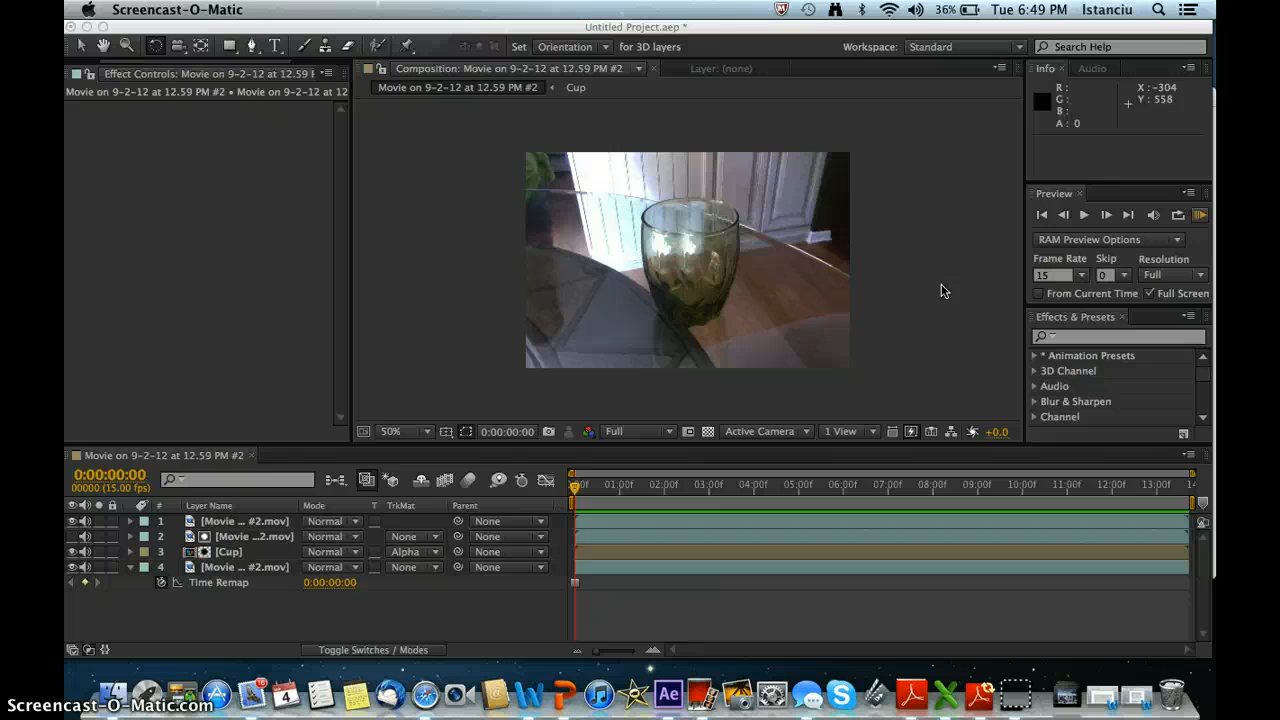 Screencast-O-Matic
36%
Tue 6:49 PM
Istanciu
Untitled Project.aep *
Set
Orientation
for 3D layers
Workspace:
Standard
Search Help
Effect Controls: Movie on 9-2-12 at 12.59 PM #
Movie on 9-2-12 at 12.59 PM #2 • Movie on 9-2-12 at 12
Composition: Movie on 9-2-12 at 12.59 PM #2
Layer: (none)
Movie on 9-2-12 at 12.59 PM #2
Cup
Info
Audio
R :
G :
B :
A : 0
X : -304
Y : 558
Preview
RAM Preview Options
Frame Rate
Skip
Resolution
15
0
Full
From Current Time
Full Screen
Effects & Presets
* Animation Presets
3D Channel
Audio
Blur & Sharpen
Channel
50%
0:00:00:00
Full
Active Camera
1 View
+0.0
Movie on 9-2-12 at 12.59 PM #2
0:00:00:00
00000 (15.00 fps)
00f
01:00f
02:00f
03:00f
04:00f
05:00f
06:00f
07:00f
08:00f
09:00f
10:00f
11:00f
12:00f
13:00f
14
#
Layer Name
Mode
T
TrkMat
Parent
1
[Movie ... #2.mov]
Normal
None
2
[Movie ...2.mov]
Normal
None
None
3
[Cup]
Normal
Alpha
None
4
[Movie ... #2.mov]
Normal
None
None
Time Remap
0:00:00:00
Toggle Switches / Modes
4
Ae
Screencast-O-Matic.com